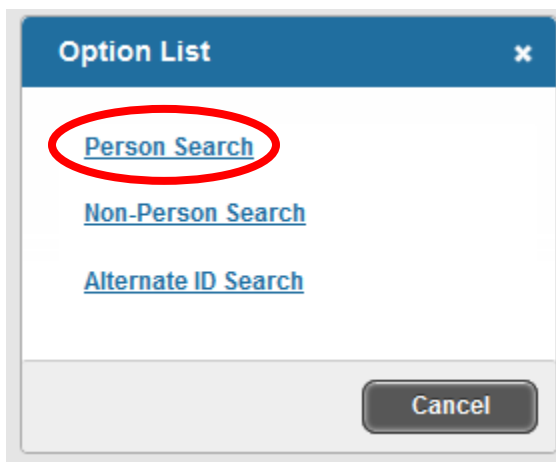 Option List ×
Person Search
Non-Person Search
Alternate ID Search
Cancel